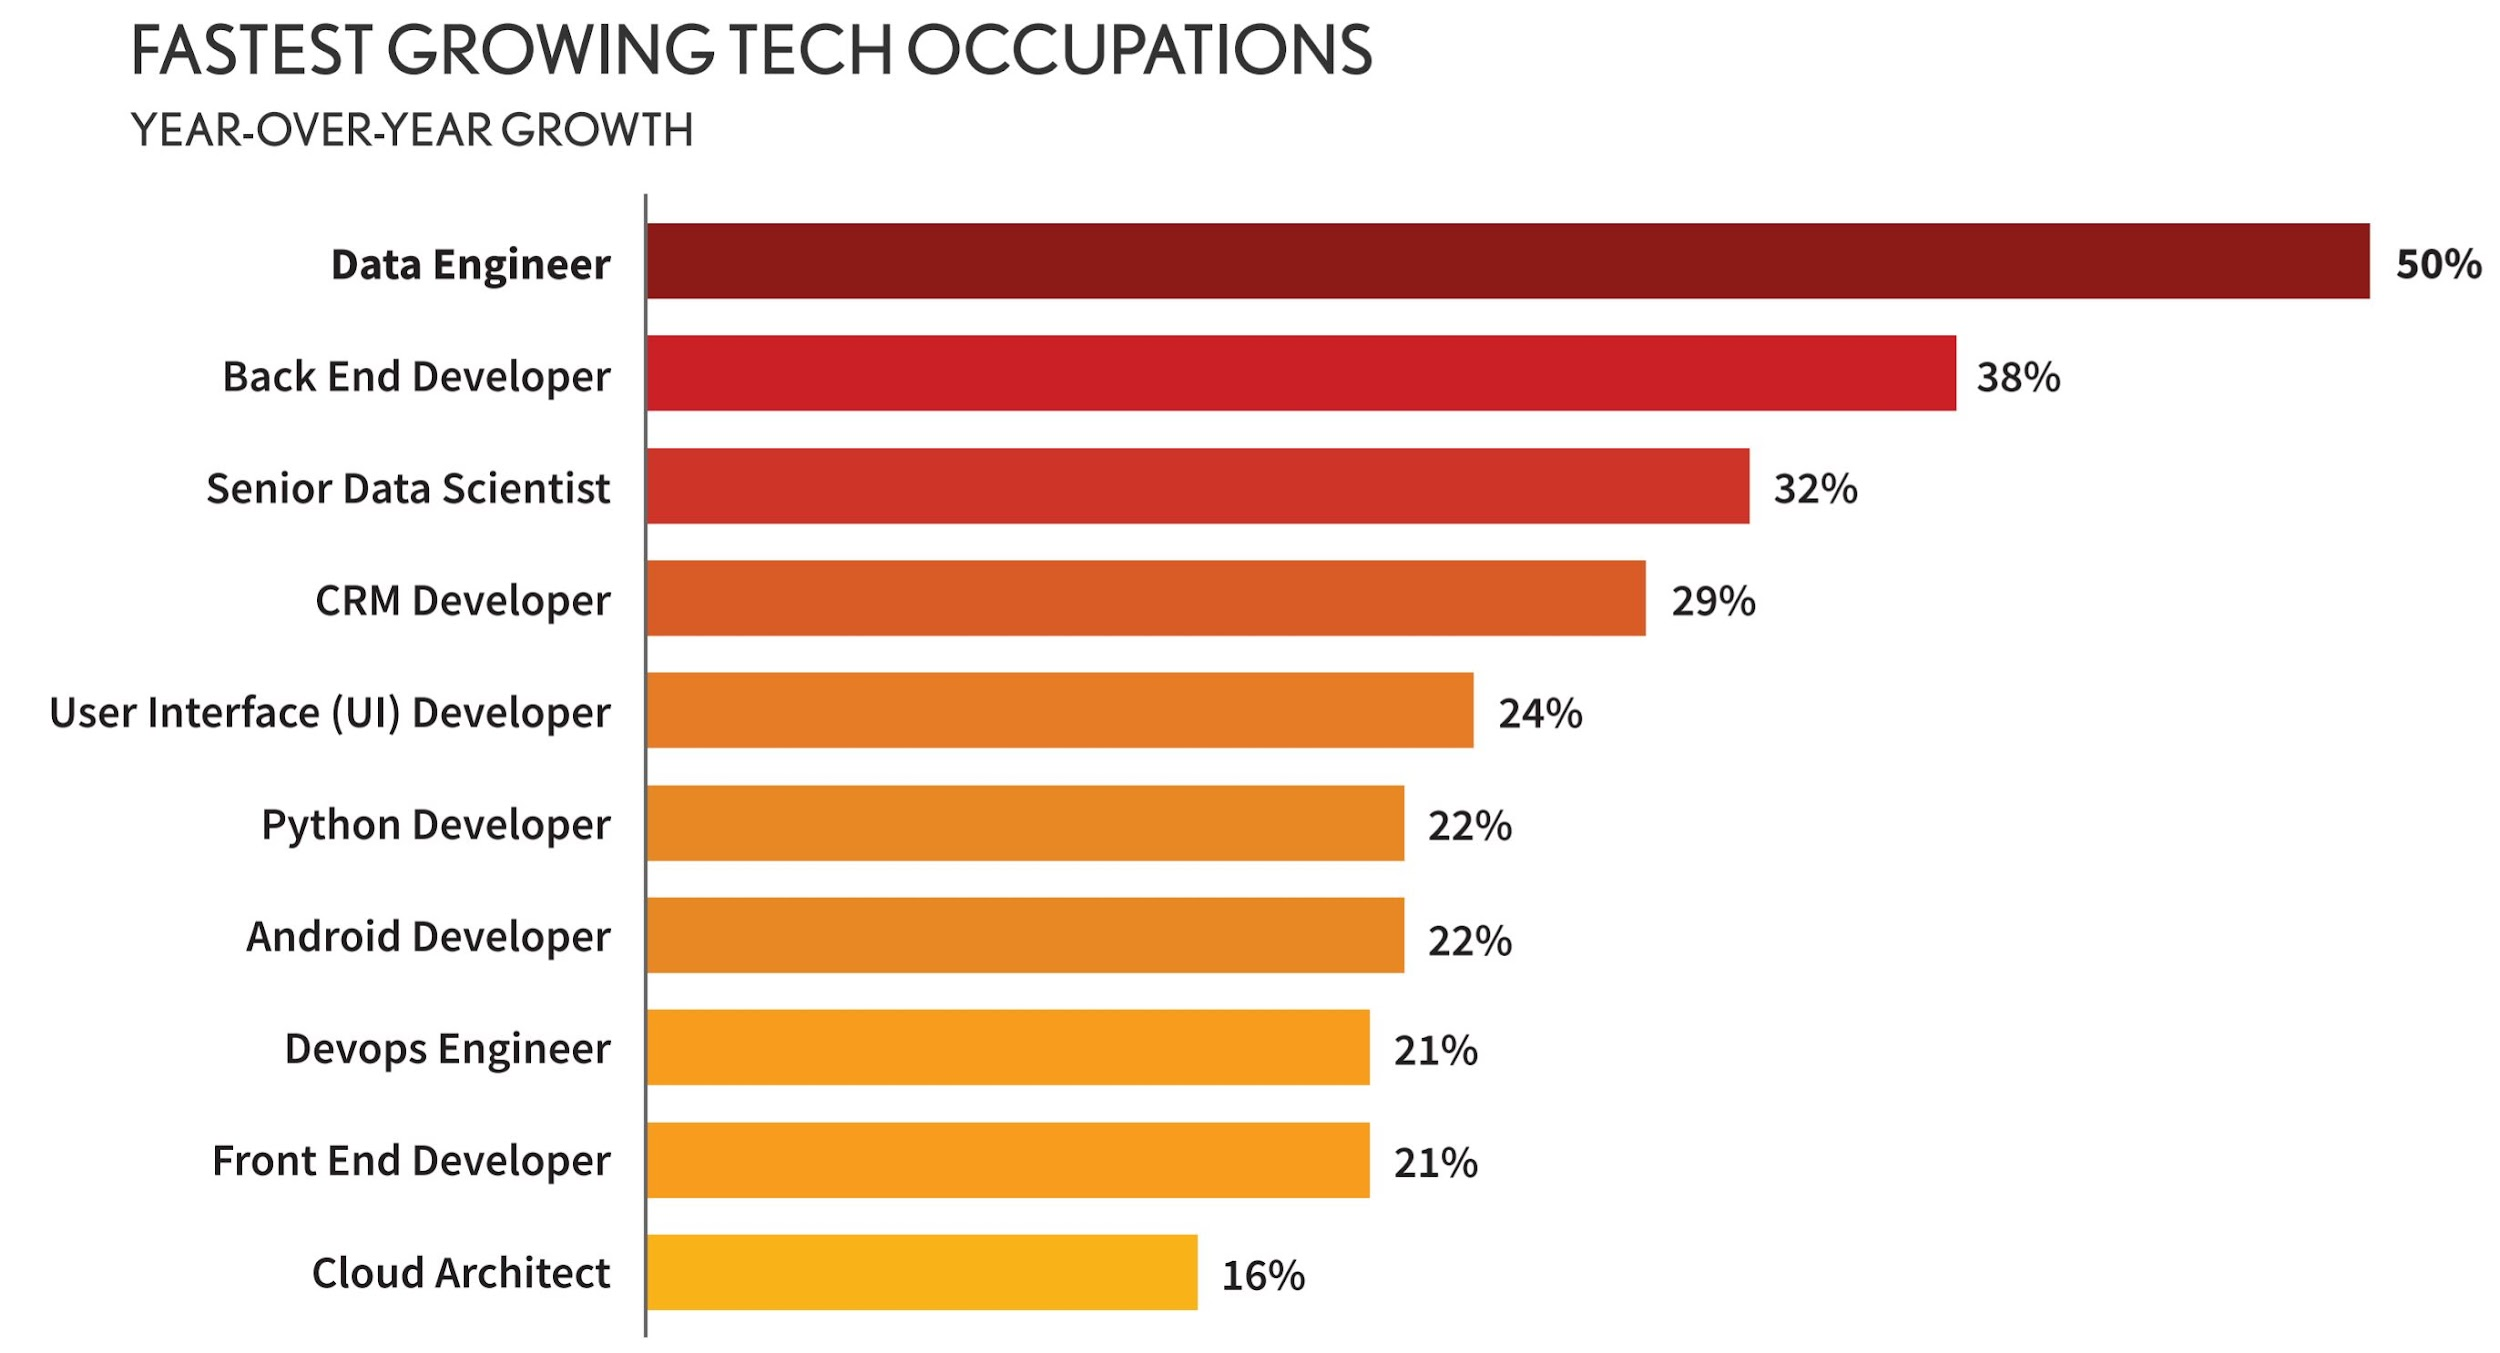 FASTEST GROWING TECH OCCUPATIONS
YEAR-OVER-YEAR GROWTH
Data Engineer 50%
Back End Developer 38%
Senior Data Scientist 32%
CRM Developer 29%
User Interface (UI) Developer 24%
Python Developer 22%
Android Developer 22%
Devops Engineer 21%
Front End Developer 21%
Cloud Architect 16%